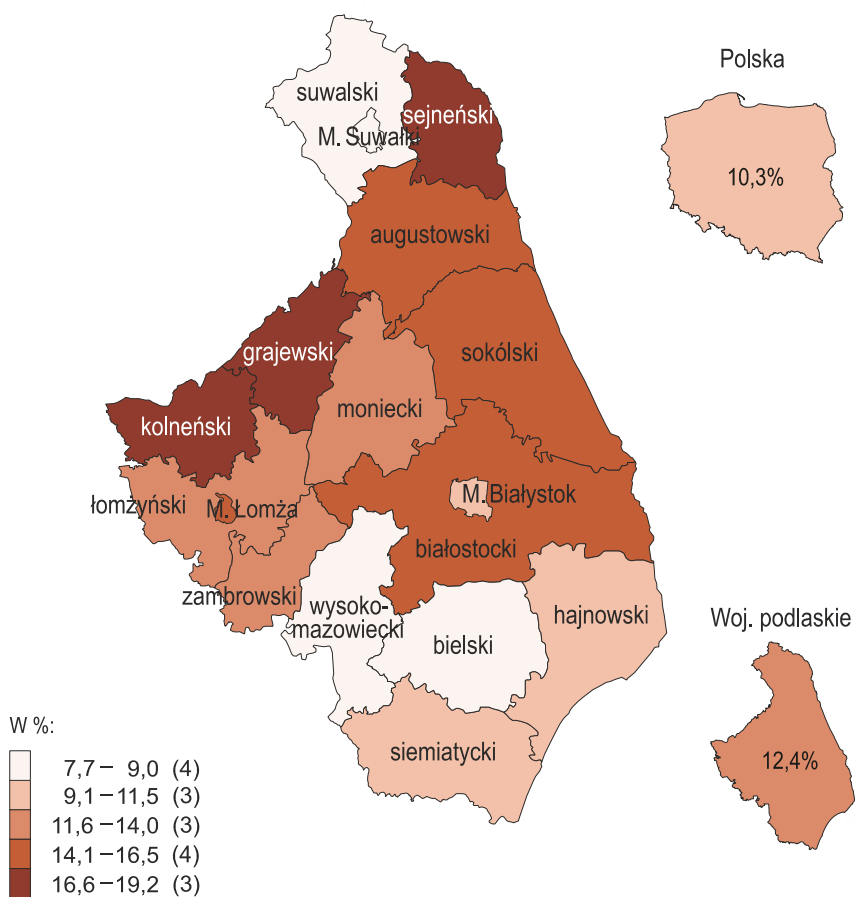 Polska
suwalski
sejneński
M. Suwałki
10,3%
augustowski
grajewski
sokólski
moniecki
kolneński
łomżyński
M. Łomża
M. Białystok
białostocki
zambrowski
wysoko-
mazowiecki
hajnowski
bielski
Woj. podlaskie
siemiatycki
12,4%
W %:
7,7 – 9,0 (4)
9,1 – 11,5 (3)
11,6 – 14,0 (3)
14,1 – 16,5 (4)
16,6 – 19,2 (3)